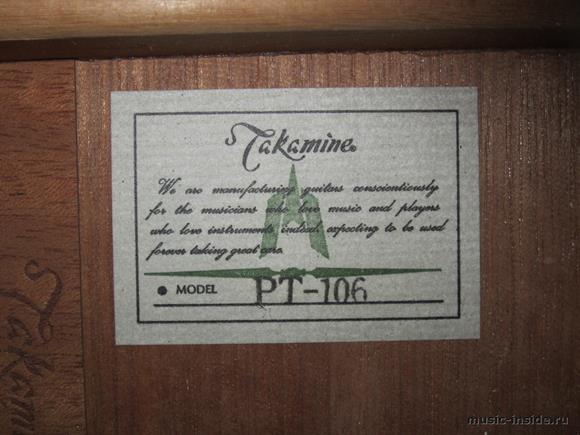 Takamine®
We are manufacturing guitars conscientiously
for the musicians who love music and players
who love instruments indeed, expecting to be used
forever taking great care.
● MODEL PT-106
Takam
music-inside.ru